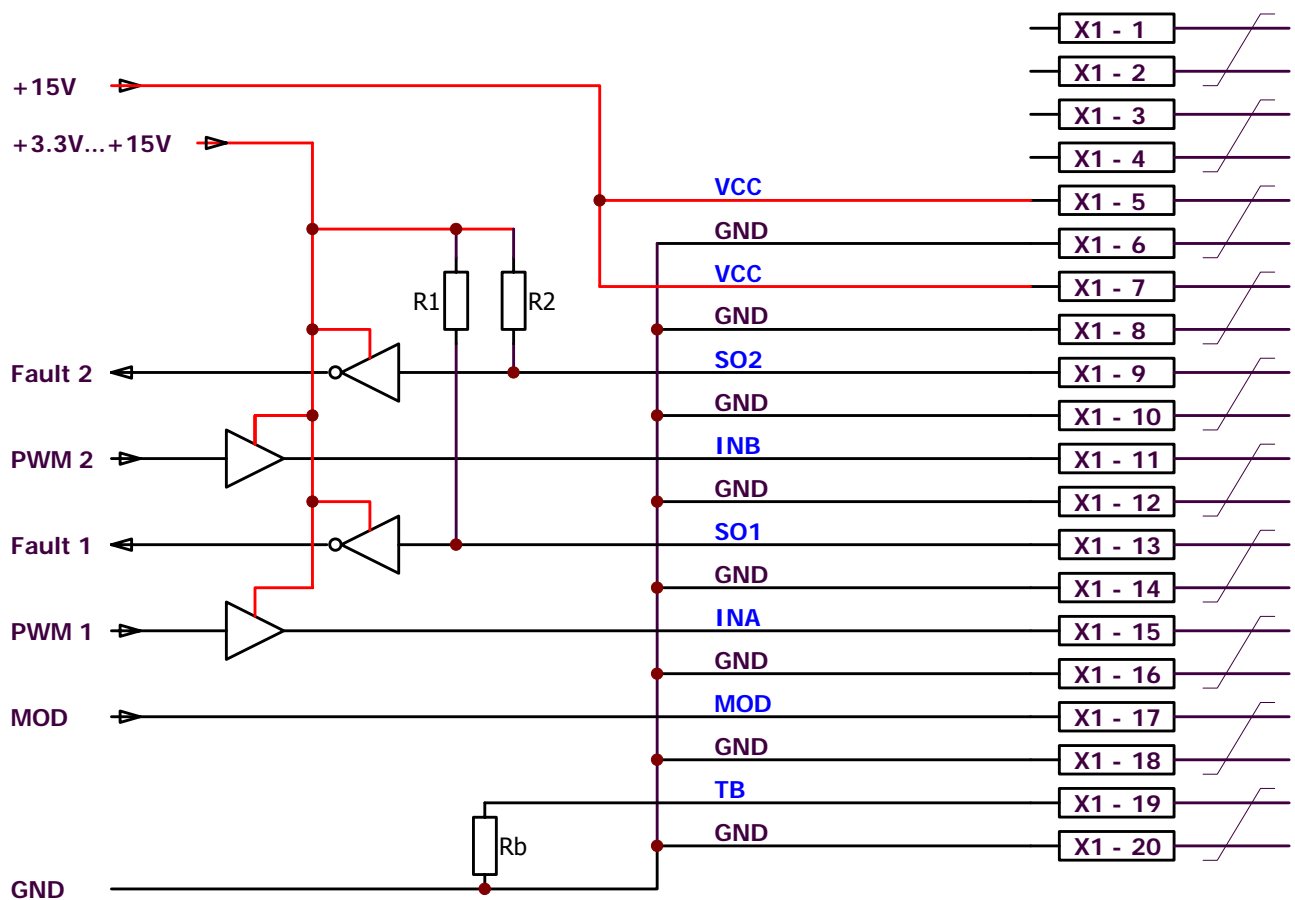 X1 - 1
X1 - 2
+15V
X1 - 3
+3.3V...+15V
X1 - 4
VCC
X1 - 5
GND
X1 - 6
VCC
X1 - 7
R1
R2
GND
X1 - 8
Fault 2
SO2
X1 - 9
GND
X1 - 10
PWM 2
INB
X1 - 11
GND
X1 - 12
Fault 1
SO1
X1 - 13
GND
X1 - 14
PWM 1
INA
X1 - 15
GND
X1 - 16
MOD
MOD
X1 - 17
GND
X1 - 18
TB
X1 - 19
Rb
GND
X1 - 20
GND